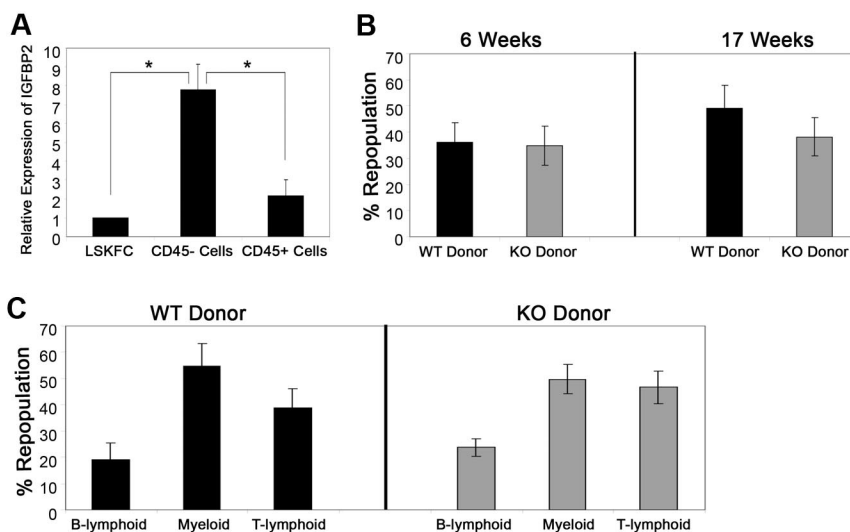 A
Relative Expression of IGFBP2
10
9
8
7
6
5
4
3
2
1
0
*
*
LSKFC CD45- Cells CD45+ Cells
B
6 Weeks 17 Weeks
% Repopulation
70
60
50
40
30
20
10
0
WT Donor KO Donor WT Donor KO Donor
C
WT Donor KO Donor
% Repopulation
70
60
50
40
30
20
10
0
B-lymphoid Myeloid T-lymphoid B-lymphoid Myeloid T-lymphoid